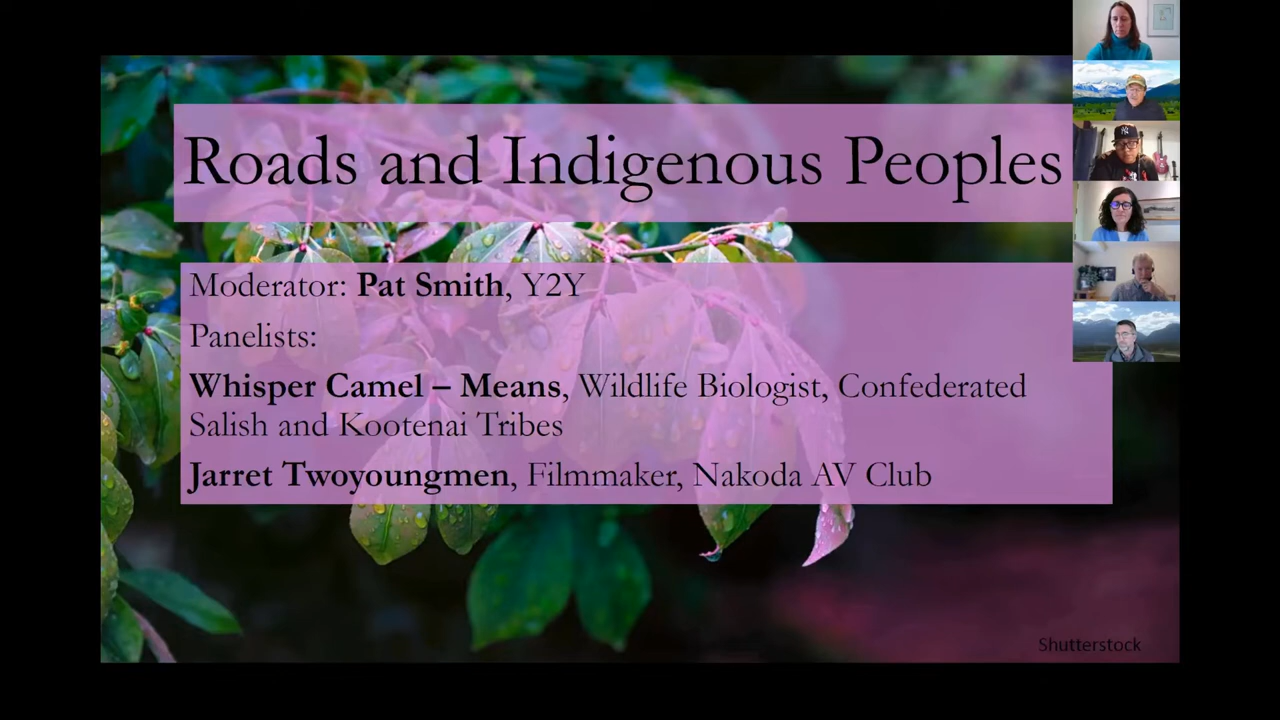 Roads and Indigenous Peoples
Moderator: Pat Smith, Y2Y
Panelists:
Whisper Camel – Means, Wildlife Biologist, Confederated
Salish and Kootenai Tribes
Jarret Twoyoungmen, Filmmaker, Nakoda AV Club
Shutterstock